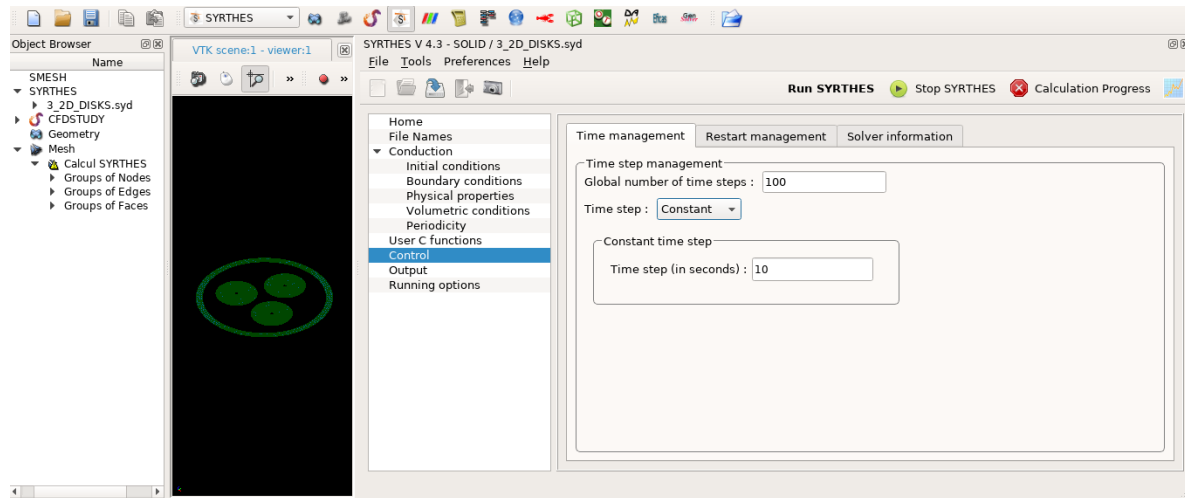 SYRTHES
Object Browser
Name
SMESH
SYRTHES
3_2D_DISKS.syd
CFDSTUDY
Geometry
Mesh
Calcul SYRTHES
Groups of Nodes
Groups of Edges
Groups of Faces
VTK scene:1 - viewer:1
»
»
SYRTHES V 4.3 - SOLID / 3_2D_DISKS.syd
File Tools Preferences Help
Run SYRTHES Stop SYRTHES Calculation Progress
Home
File Names
Conduction
Initial conditions
Boundary conditions
Physical properties
Volumetric conditions
Periodicity
User C functions
Control
Output
Running options
Time management Restart management Solver information
Time step management
Global number of time steps : 100
Time step : Constant
Constant time step
Time step (in seconds) : 10